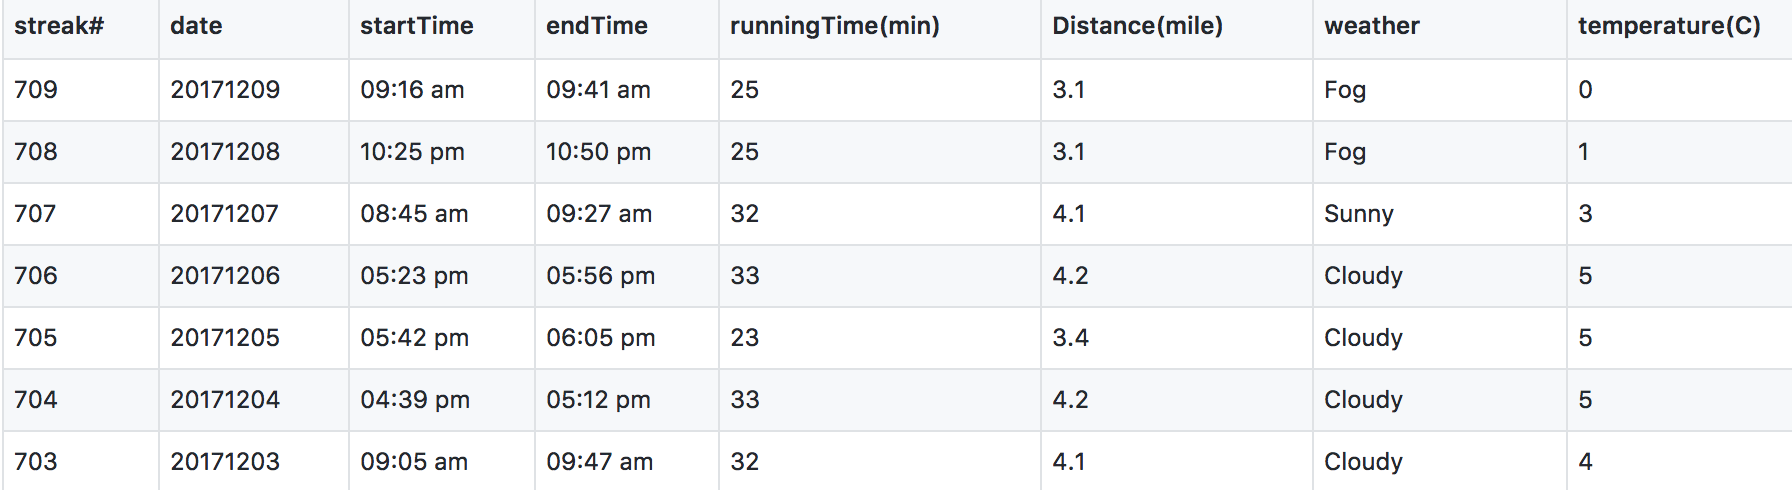 streak# date startTime endTime runningTime(min) Distance(mile) weather temperature(C)
709 20171209 09:16 am 09:41 am 25 3.1 Fog 0
708 20171208 10:25 pm 10:50 pm 25 3.1 Fog 1
707 20171207 08:45 am 09:27 am 32 4.1 Sunny 3
706 20171206 05:23 pm 05:56 pm 33 4.2 Cloudy 5
705 20171205 05:42 pm 06:05 pm 23 3.4 Cloudy 5
704 20171204 04:39 pm 05:12 pm 33 4.2 Cloudy 5
703 20171203 09:05 am 09:47 am 32 4.1 Cloudy 4